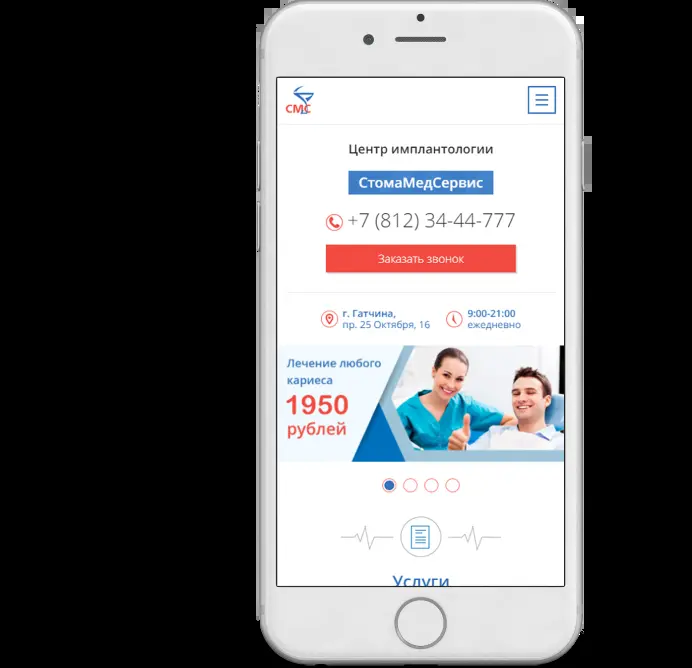 СМС
Центр имплантологии
СтомаМедСервис
+7 (812) 34-44-777
Заказать звонок
г. Гатчина,
пр. 25 Октября, 16
9:00-21:00
ежедневно
Лечение любого
кариеса
1950
рублей
Услуги